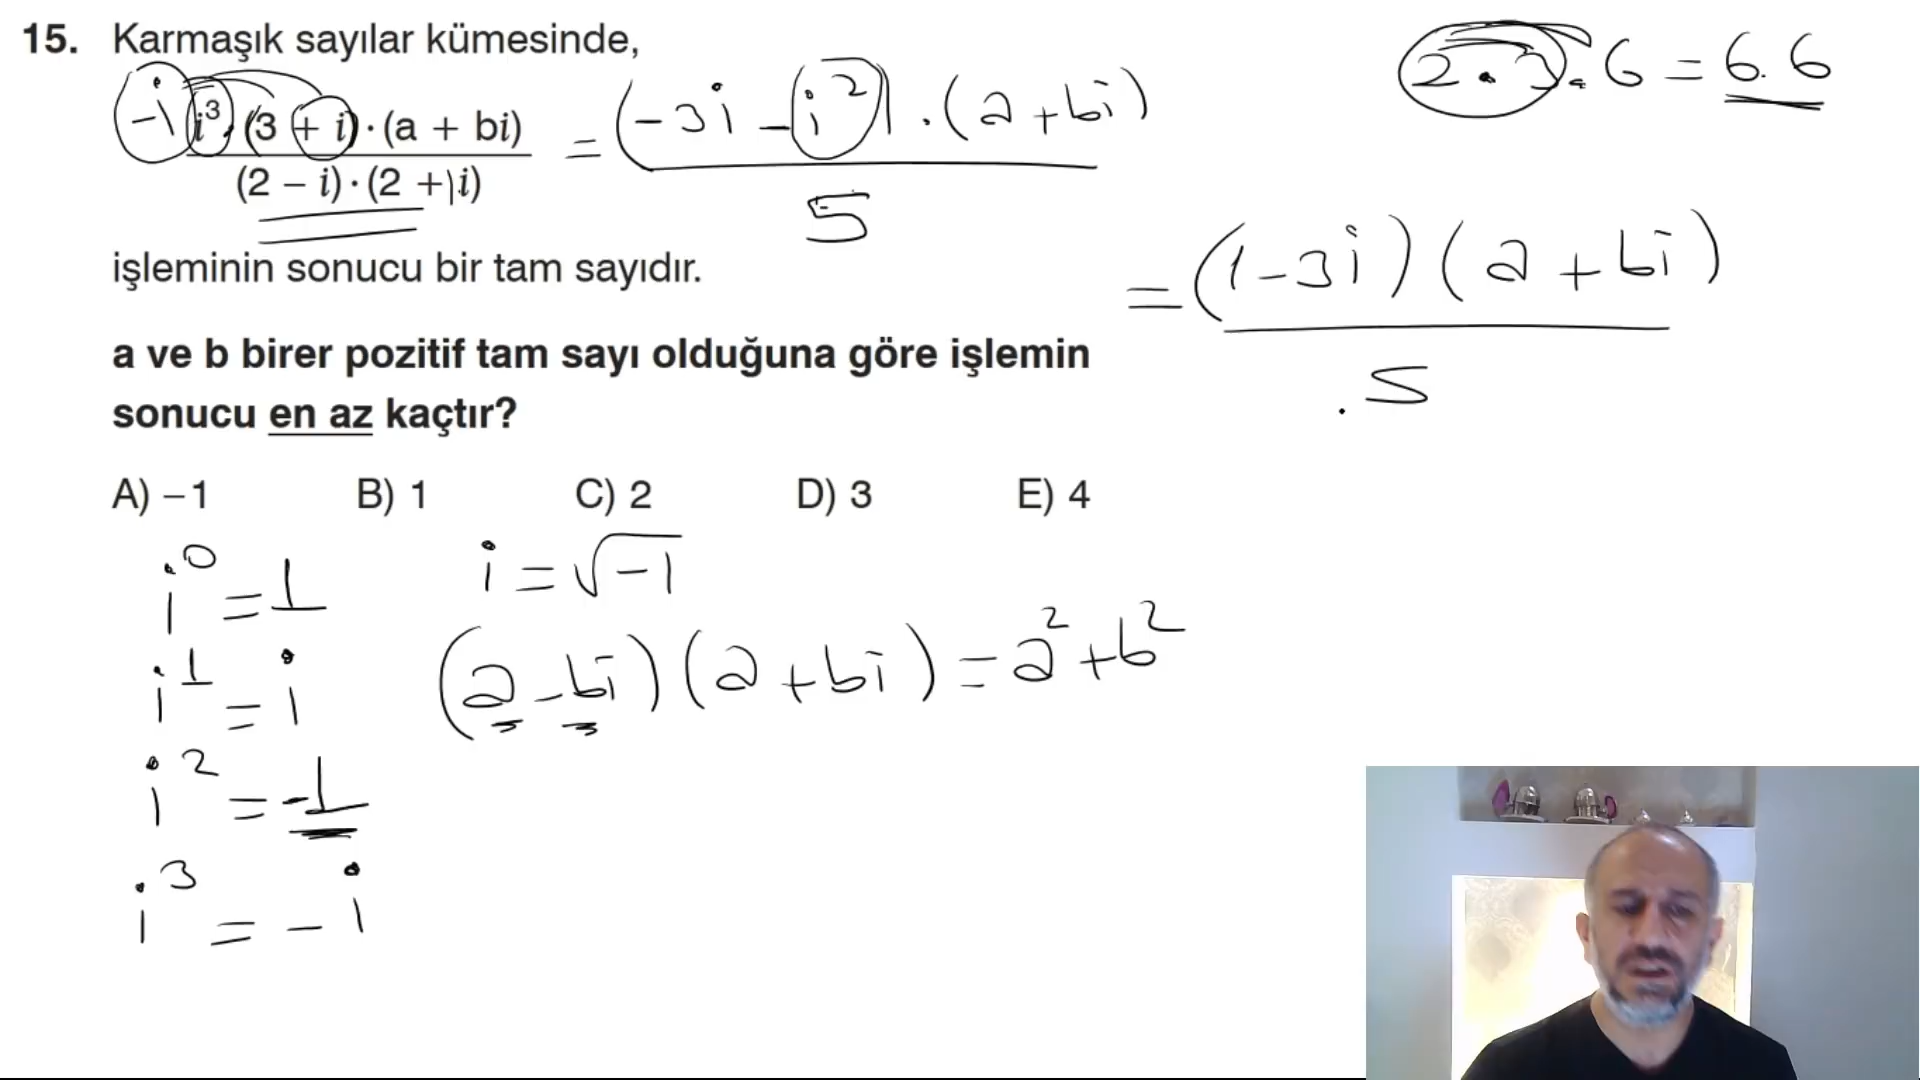 15. Karmaşık sayılar kümesinde,
-i i³·(3 + i)·(a + bi) / (2 – i)·(2 + i) = (-3i - i²)·(a+bi) / 5
2·3·6 = 6·6
= (1-3i)(a+bi) / 5
işleminin sonucu bir tam sayıdır.
a ve b birer pozitif tam sayı olduğuna göre işlemin
sonucu en az kaçtır?
A) –1 B) 1 C) 2 D) 3 E) 4
i⁰ = 1
i¹ = i
i² = -1
i³ = -i
i = √-1
(a-bi)(a+bi) = a²+b²